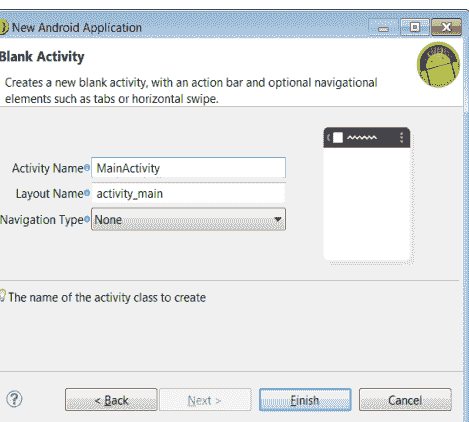 New Android Application
Blank Activity
Creates a new blank activity, with an action bar and optional navigational
elements such as tabs or horizontal swipe.
Activity Name MainActivity
Layout Name activity_main
Navigation Type None
The name of the activity class to create
? < Back Next > Finish Cancel